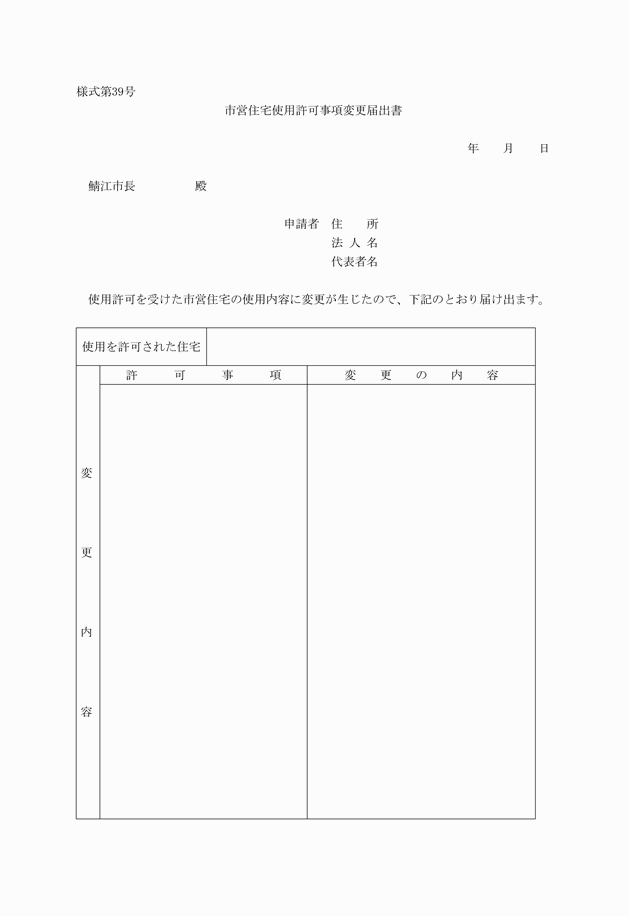 様式第39号
市営住宅使用許可事項変更届出書
年　　月　　日
鯖江市長　　　　　殿
申請者　住　　所
法 人 名
代表者名
使用許可を受けた市営住宅の使用内容に変更が生じたので、下記のとおり届け出ます。
使用を許可された住宅
許　可　事　項
変　更　の　内　容
変更内容